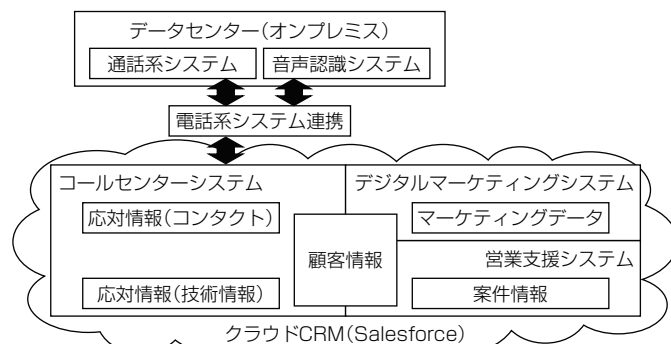 データセンター(オンプレミス)
通話系システム
音声認識システム
電話系システム連携
コールセンターシステム
デジタルマーケティングシステム
応対情報(コンタクト)
マーケティングデータ
顧客情報
営業支援システム
応対情報(技術情報)
案件情報
クラウドCRM(Salesforce)